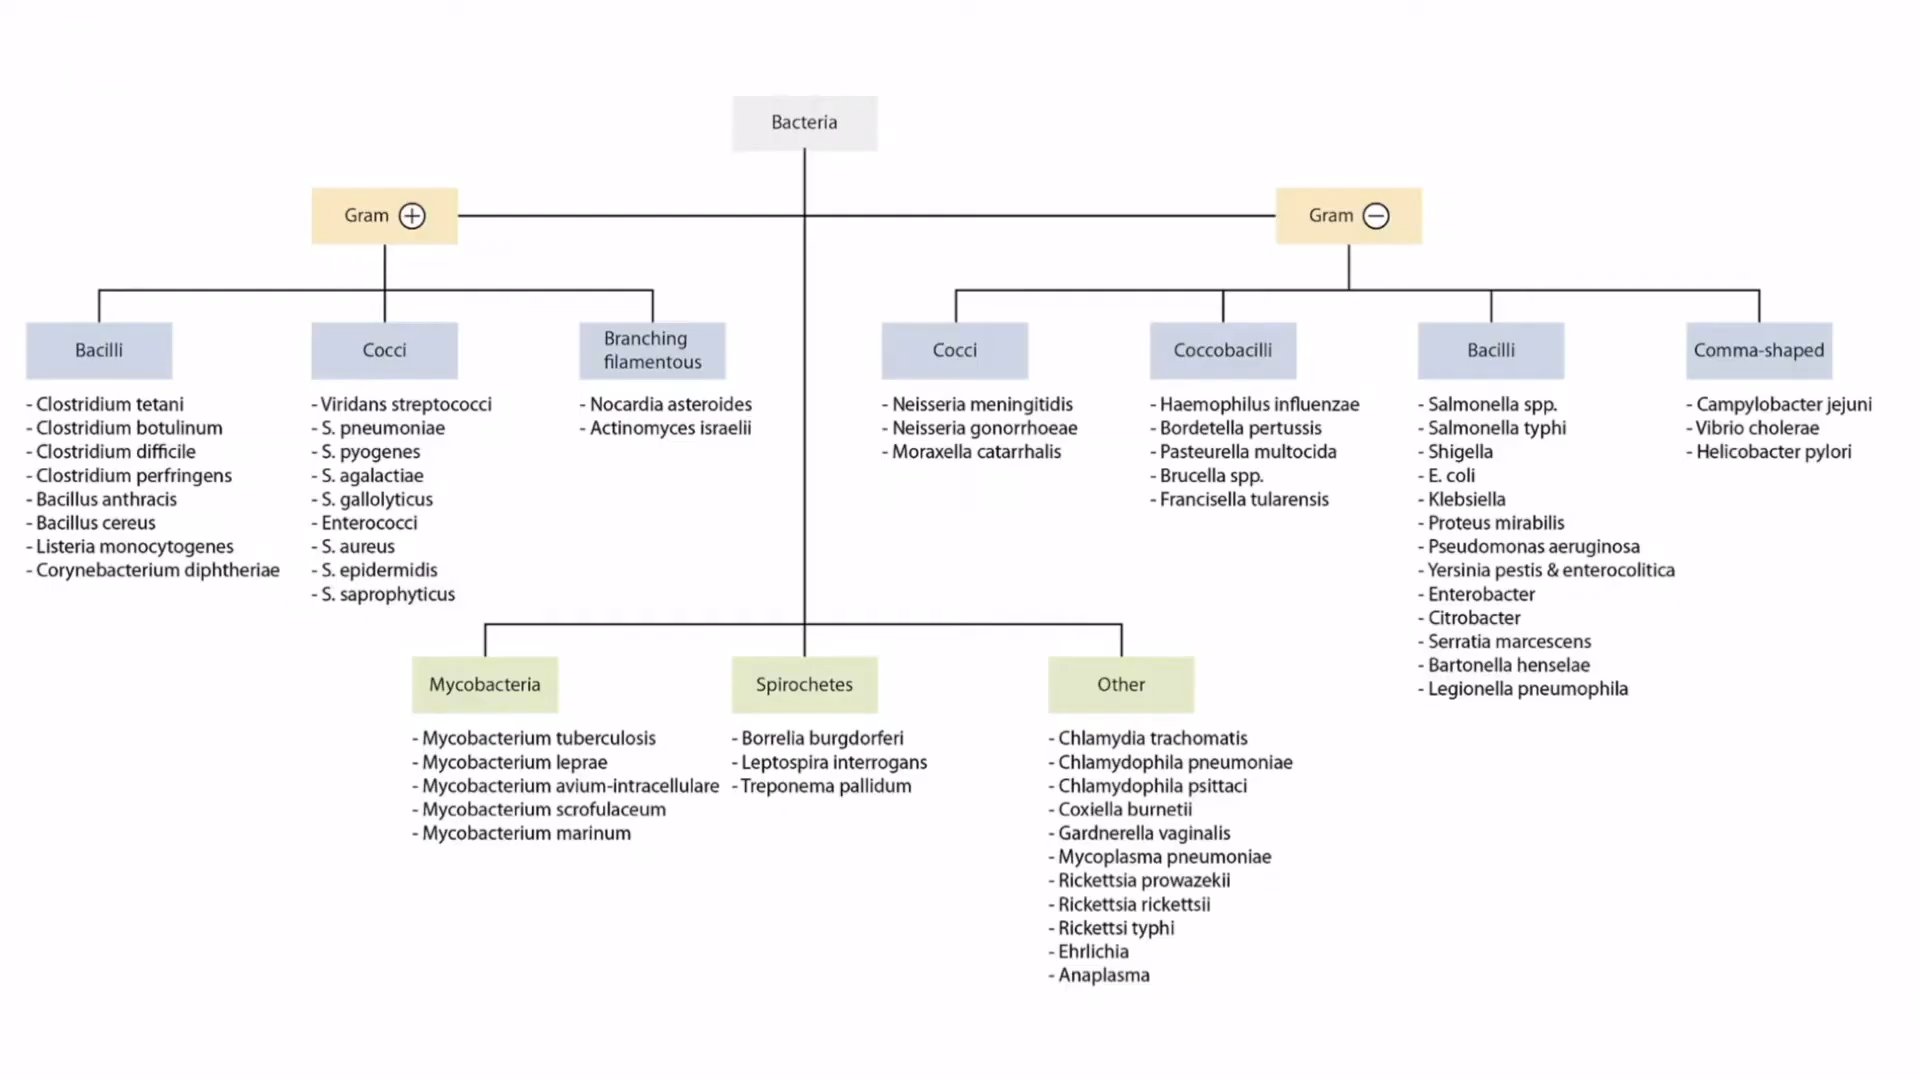 Bacteria
Gram +
Gram −
Bacilli
- Clostridium tetani
- Clostridium botulinum
- Clostridium difficile
- Clostridium perfringens
- Bacillus anthracis
- Bacillus cereus
- Listeria monocytogenes
- Corynebacterium diphtheriae
Cocci
- Viridans streptococci
- S. pneumoniae
- S. pyogenes
- S. agalactiae
- S. gallolyticus
- Enterococci
- S. aureus
- S. epidermidis
- S. saprophyticus
Branching
filamentous
- Nocardia asteroides
- Actinomyces israelii
Cocci
- Neisseria meningitidis
- Neisseria gonorrhoeae
- Moraxella catarrhalis
Coccobacilli
- Haemophilus influenzae
- Bordetella pertussis
- Pasteurella multocida
- Brucella spp.
- Francisella tularensis
Bacilli
- Salmonella spp.
- Salmonella typhi
- Shigella
- E. coli
- Klebsiella
- Proteus mirabilis
- Pseudomonas aeruginosa
- Yersinia pestis & enterocolitica
- Enterobacter
- Citrobacter
- Serratia marcescens
- Bartonella henselae
- Legionella pneumophila
Comma-shaped
- Campylobacter jejuni
- Vibrio cholerae
- Helicobacter pylori
Mycobacteria
- Mycobacterium tuberculosis
- Mycobacterium leprae
- Mycobacterium avium-intracellulare
- Mycobacterium scrofulaceum
- Mycobacterium marinum
Spirochetes
- Borrelia burgdorferi
- Leptospira interrogans
- Treponema pallidum
Other
- Chlamydia trachomatis
- Chlamydophila pneumoniae
- Chlamydophila psittaci
- Coxiella burnetii
- Gardnerella vaginalis
- Mycoplasma pneumoniae
- Rickettsia prowazekii
- Rickettsia rickettsii
- Rickettsi typhi
- Ehrlichia
- Anaplasma